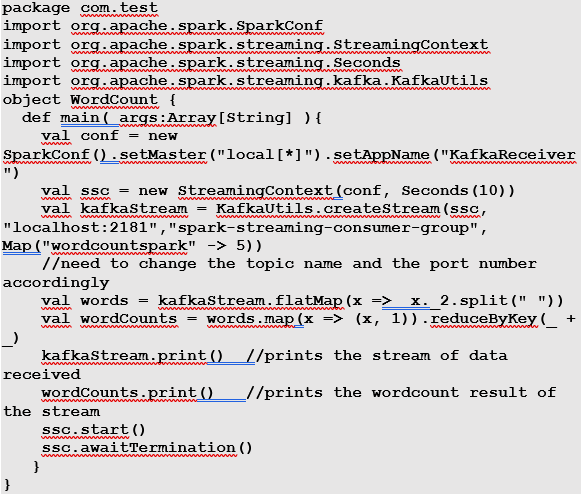 package com.test
import org.apache.spark.SparkConf
import org.apache.spark.streaming.StreamingContext
import org.apache.spark.streaming.Seconds
import org.apache.spark.streaming.kafka.KafkaUtils
object WordCount {
  def main( args:Array[String] ){
    val conf = new
SparkConf().setMaster("local[*]").setAppName("KafkaReceiver
")
    val ssc = new StreamingContext(conf, Seconds(10))
    val kafkaStream = KafkaUtils.createStream(ssc,
"localhost:2181","spark-streaming-consumer-group",
Map("wordcountspark" -> 5))
    //need to change the topic name and the port number
accordingly
    val words = kafkaStream.flatMap(x =>  x._2.split(" "))
    val wordCounts = words.map(x => (x, 1)).reduceByKey(_ +
_)
    kafkaStream.print()  //prints the stream of data
received
    wordCounts.print()   //prints the wordcount result of
the stream
    ssc.start()
    ssc.awaitTermination()
   }
}